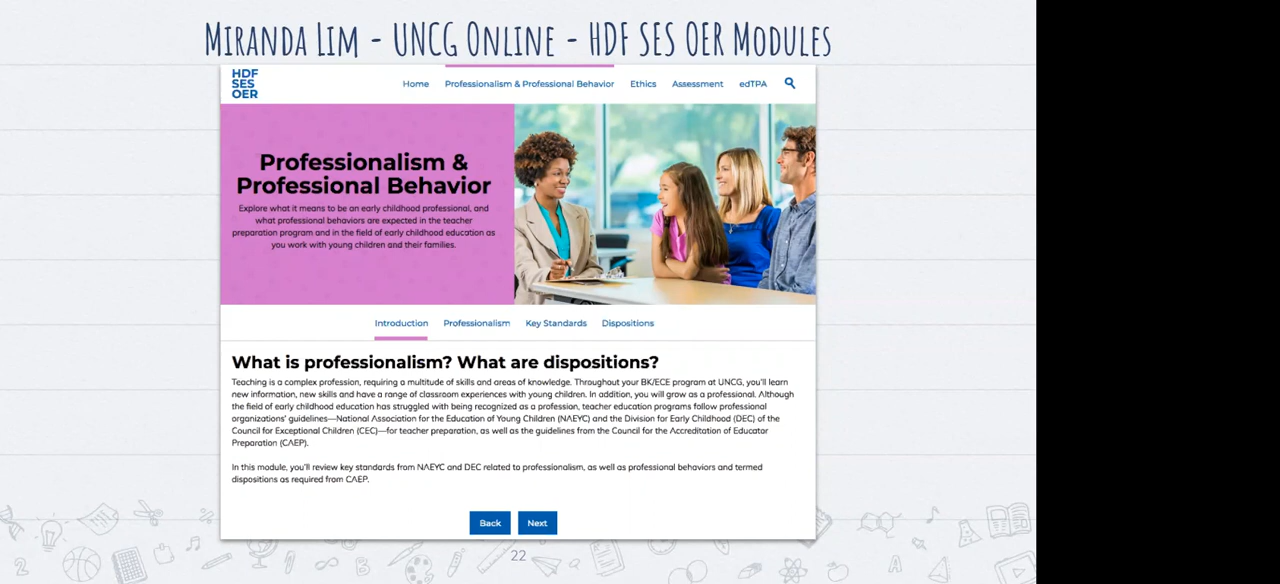 Miranda Lim - UNCG Online - HDF SES OER Modules
HDF
SES
OER
Home Professionalism & Professional Behavior Ethics Assessment edTPA
Professionalism &
Professional Behavior
Explore what it means to be an early childhood professional, and
what professional behaviors are expected in the teacher
preparation program and in the field of early childhood education as
you work with young children and their families.
Introduction Professionalism Key Standards Dispositions
What is professionalism? What are dispositions?
Teaching is a complex profession, requiring a multitude of skills and areas of knowledge. Throughout your BK/ECE program at UNCG, you'll learn
new information, new skills and have a range of classroom experiences with young children. In addition, you will grow as a professional. Although
the field of early childhood education has struggled with being recognized as a profession, teacher education programs follow professional
organizations' guidelines—National Association for the Education of Young Children (NAEYC) and the Division for Early Childhood (DEC) of the
Council for Exceptional Children (CEC)—for teacher preparation, as well as the guidelines from the Council for the Accreditation of Educator
Preparation (CAEP).
In this module, you'll review key standards from NAEYC and DEC related to professionalism, as well as professional behaviors and termed
dispositions as required from CAEP.
Back Next
22